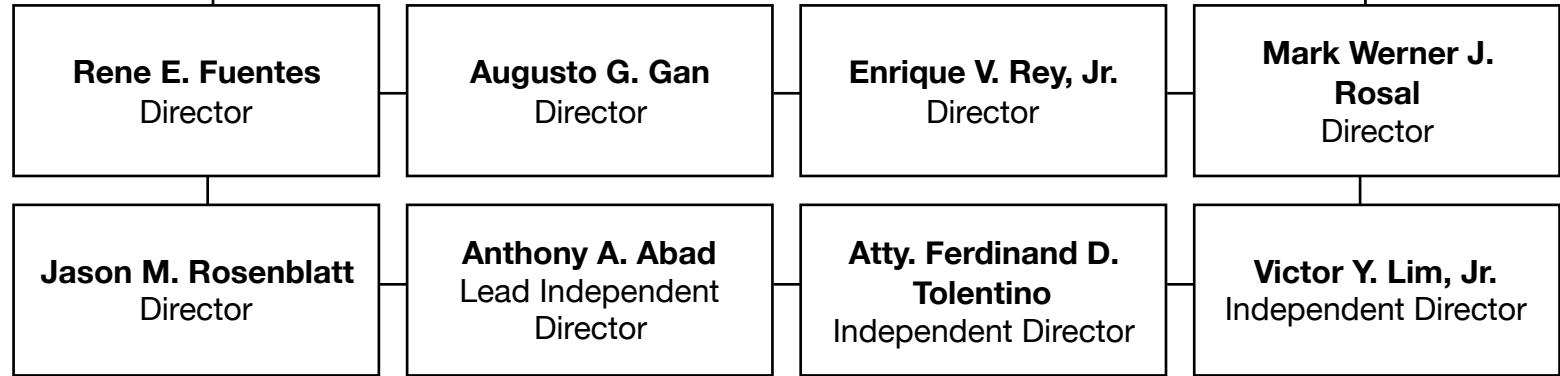 Rene E. Fuentes
Director
Augusto G. Gan
Director
Enrique V. Rey, Jr.
Director
Mark Werner J.
Rosal
Director
Jason M. Rosenblatt
Director
Anthony A. Abad
Lead Independent
Director
Atty. Ferdinand D.
Tolentino
Independent Director
Victor Y. Lim, Jr.
Independent Director